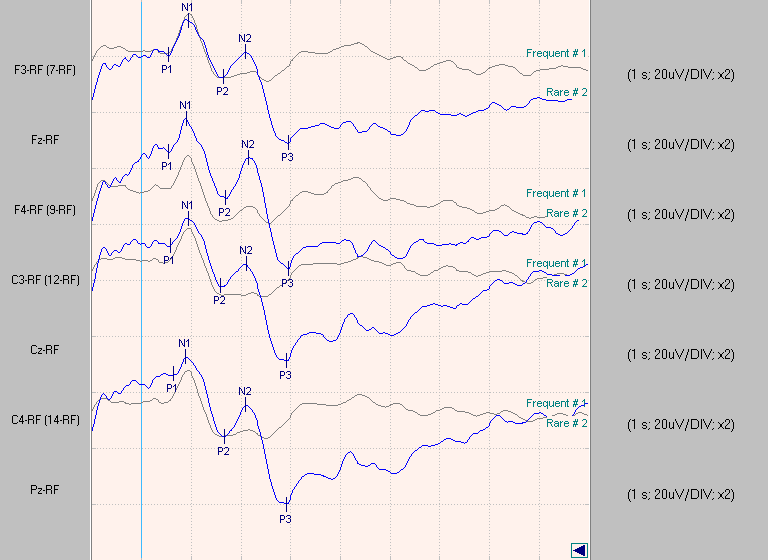 N1
N2
Frequent # 1
F3-RF (7-RF)
P1
(1 s; 20uV/DIV; x2)
P2
Rare # 2
N1
Fz-RF
N2
(1 s; 20uV/DIV; x2)
P3
P1
Frequent # 1
N1
F4-RF (9-RF)
P2
Rare # 2
(1 s; 20uV/DIV; x2)
N2
P1
Frequent # 1
C3-RF (12-RF)
P3
Rare # 2
(1 s; 20uV/DIV; x2)
P2
N1
Cz-RF
(1 s; 20uV/DIV; x2)
P3
P1
N2
Frequent # 1
C4-RF (14-RF)
Rare # 2
(1 s; 20uV/DIV; x2)
P2
Pz-RF
(1 s; 20uV/DIV; x2)
P3